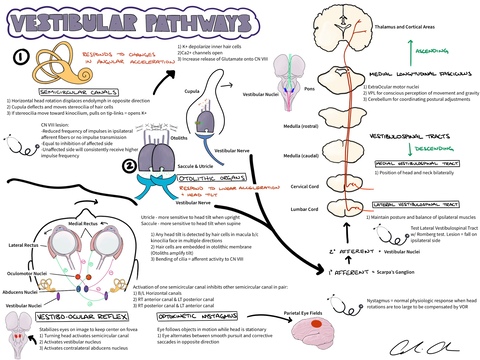 VESTIBULAR PATHWAYS
1
RESPONDS TO CHANGES
IN ANGULAR ACCELERATION
SEMICIRCULAR CANALS
1) Horizontal head rotation displaces endolymph in opposite direction
2) Cupula deflects and moves stereocilia of hair cells
3) If stereocilia move toward kinocilium, pulls on tip-links + opens K+
CN VIII lesion:
-Reduced frequency of impulses in ipsilateral
afferent fibers or no impulse transmission
-Equal to inhibition of affected side
-Unaffected side will consistently receive higher
impulse frequency
1) K+ depolarize inner hair cells
2) Ca2+ channels open
3) Increase release of Glutamate onto CN VIII
Cupula
Vestibular Nerve
Otoliths
2
Saccule & Utricle
Vestibular Nerve
OTOLITHIC ORGANS
RESPOND TO LINEAR ACCELERATION
+ HEAD TILT
Utricle - more sensitive to head tilt when upright
Saccule - more sensitive to head tilt when supine
1) Any head tilt is detected by hair cells in macula b/c
kinocilia face in multiple directions
2) Hair cells are embedded in otolithic membrane
(Otoliths amplify tilt)
3) Bending of cilia = afferent activity to CN VIII
Activation of one semicircular canal inhibits other semicircular canal in pair:
1) B/L Horizontal canals
2) RT anterior canal & LT posterior canal
3) RT posterior canal & LT anterior canal
Medial Rectus
Lateral Rectus
Oculomotor Nuclei
Abducens Nuclei
Vestibular Nuclei
VESTIBULO-OCULAR REFLEX
Stabilizes eyes on image to keep center on fovea
1) Turning head activates semicircular canal
2) Activates vestibular nucleus
3) Activates contralateral abducens nucleus
OPTOKINETIC NYSTAGMUS
Eye follows objects in motion while head is stationary
1) Eye alternates between smooth pursuit and corrective
saccades in opposite direction
Parietal Eye Fields
Thalamus and Cortical Areas
ASCENDING
MEDIAL LONGITUDINAL FASCICULUS
1) ExtraOcular motor nuclei
2) VPL for conscious perception of movement and gravity
3) Cerebellum for coordinating postural adjustments
Vestibular Nuclei
Pons
Medulla (rostral)
Medulla (caudal)
Cervical Cord
Lumbar Cord
VESTIBULOSPINAL TRACTS
DESCENDING
MEDIAL VESTIBULOSPINAL TRACT
1) Position of head and neck bilaterally
LATERAL VESTIBULOSPINAL TRACT
1) Maintain posture and balance of ipsilateral muscles
Test Lateral Vestibulospinal Tract
w/ Romberg test. Lesion = fall on
ipsilateral side
2° AFFERENT = Vestibular Nuclei
1° AFFERENT = Scarpa's Ganglion
Nystagmus = normal physiologic response when head
rotations are too large to be compensated by VOR